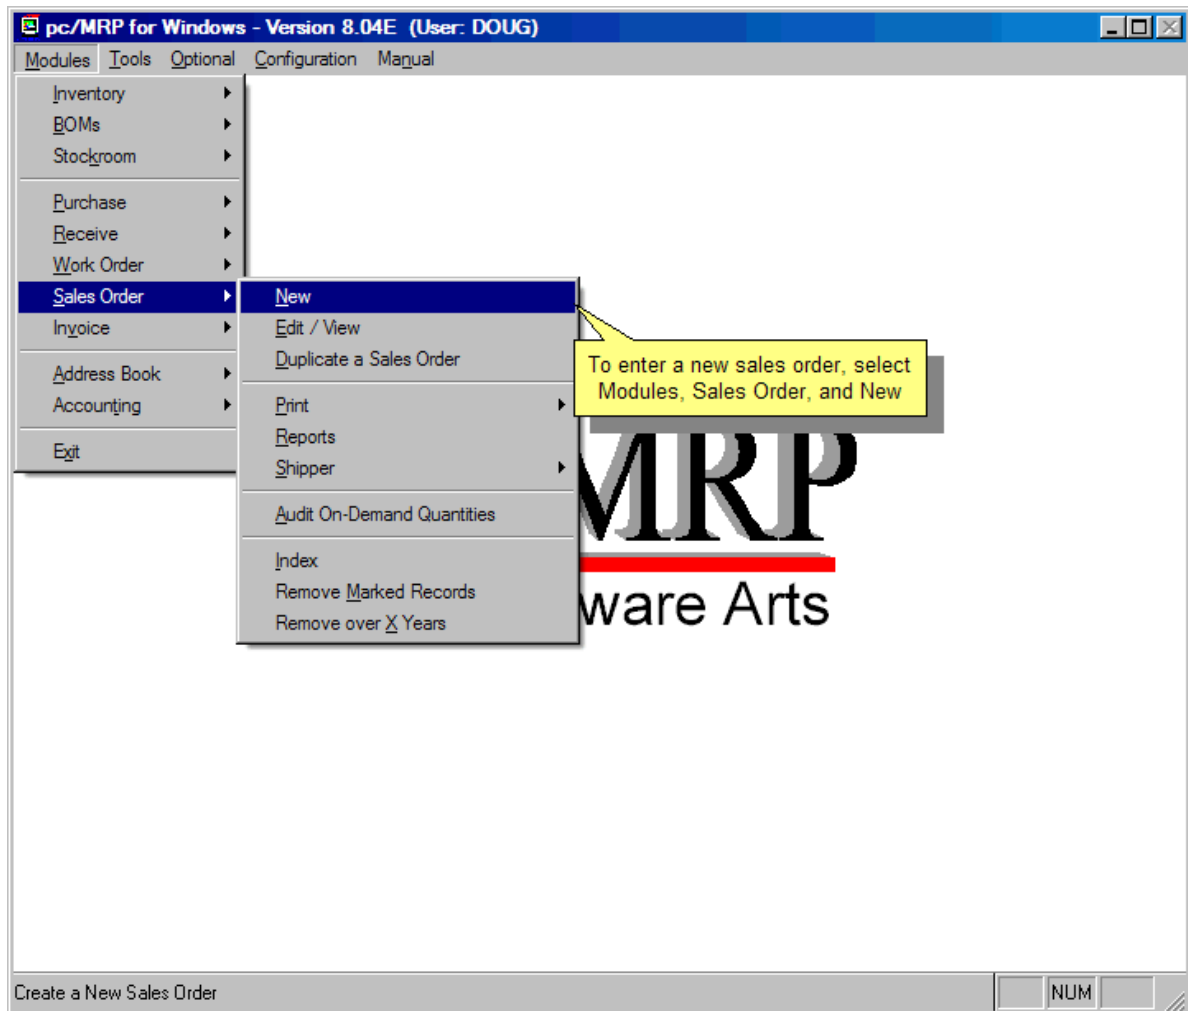 pc/MRP for Windows - Version 8.04E (User: DOUG)
Modules Tools Optional Configuration Manual
Inventory
BOMs
Stockroom
Purchase
Receive
Work Order
Sales Order
Invoice
Address Book
Accounting
Exit
New
Edit / View
Duplicate a Sales Order
Print
Reports
Shipper
Audit On-Demand Quantities
Index
Remove Marked Records
Remove over X Years
To enter a new sales order, select
Modules, Sales Order, and New
MRP
ware Arts
Create a New Sales Order NUM